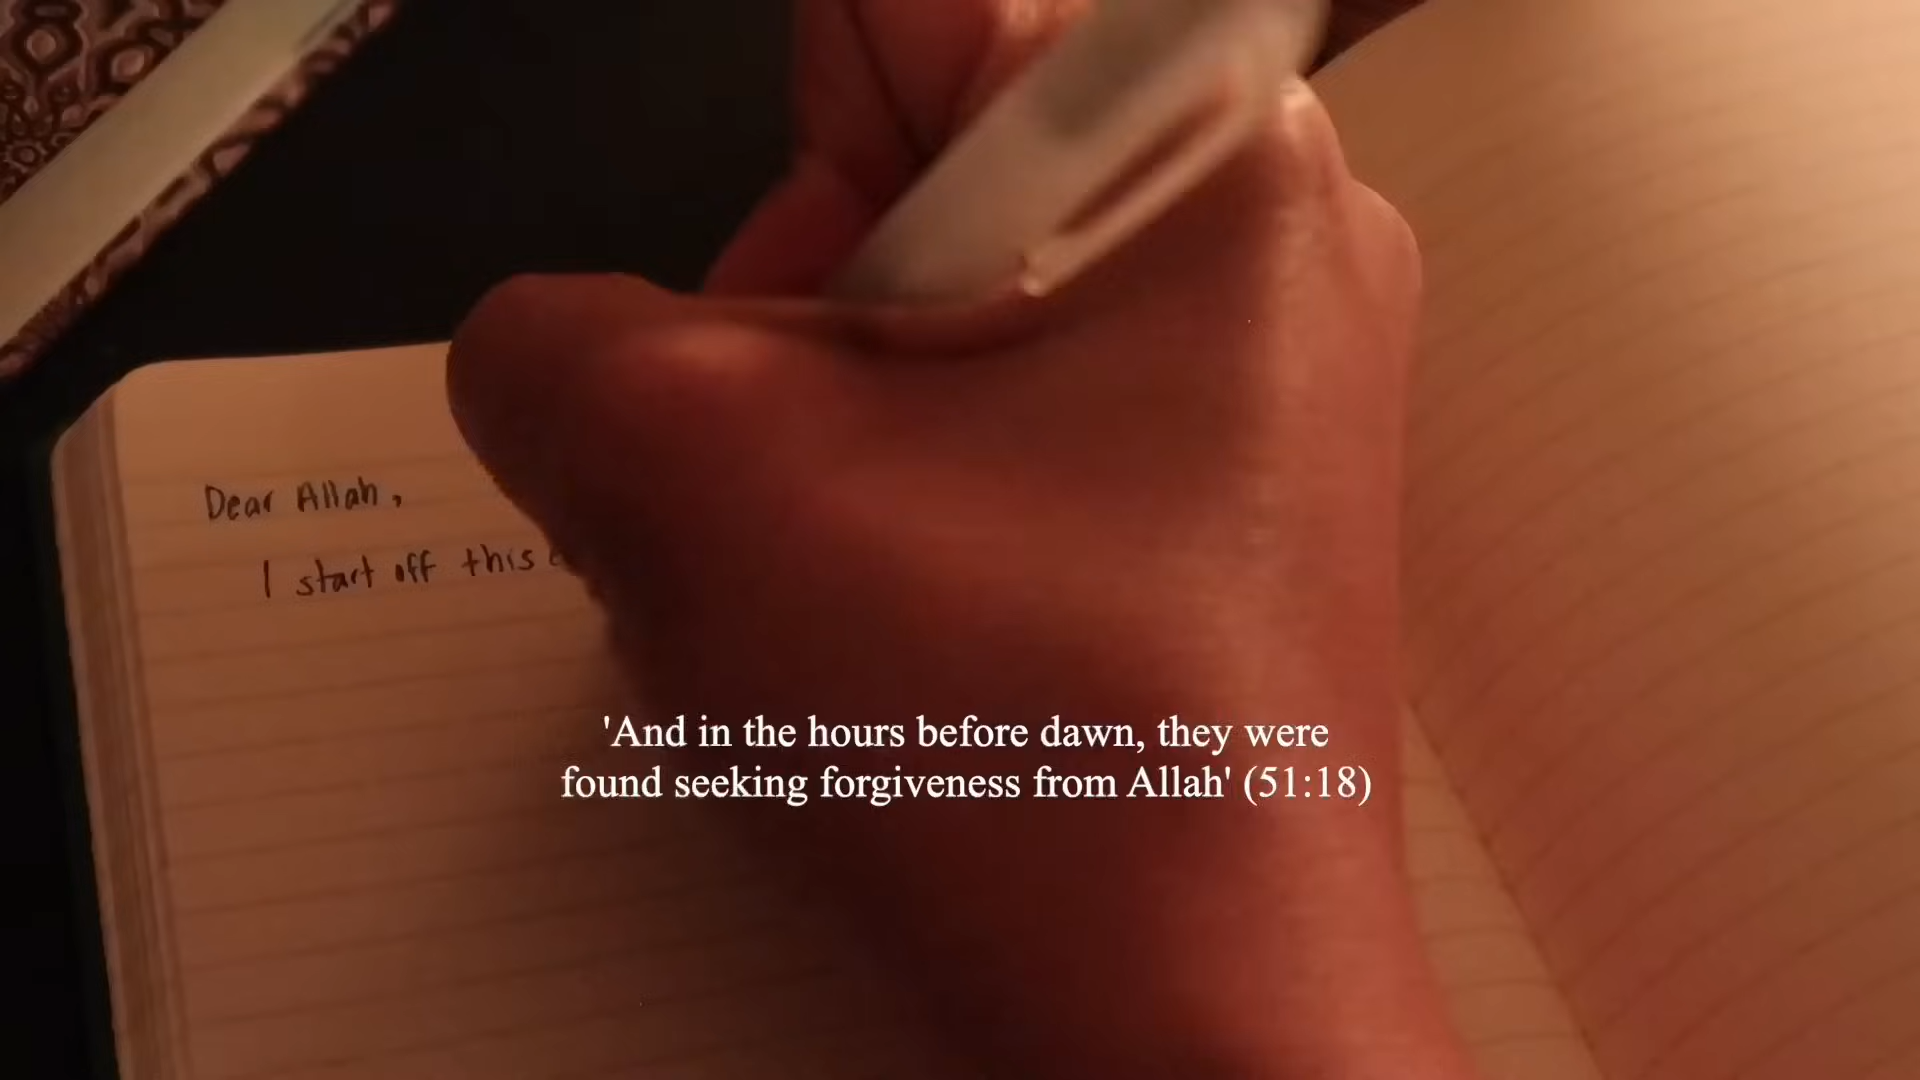 Dear Allah,
I start off this
'And in the hours before dawn, they were
found seeking forgiveness from Allah' (51:18)